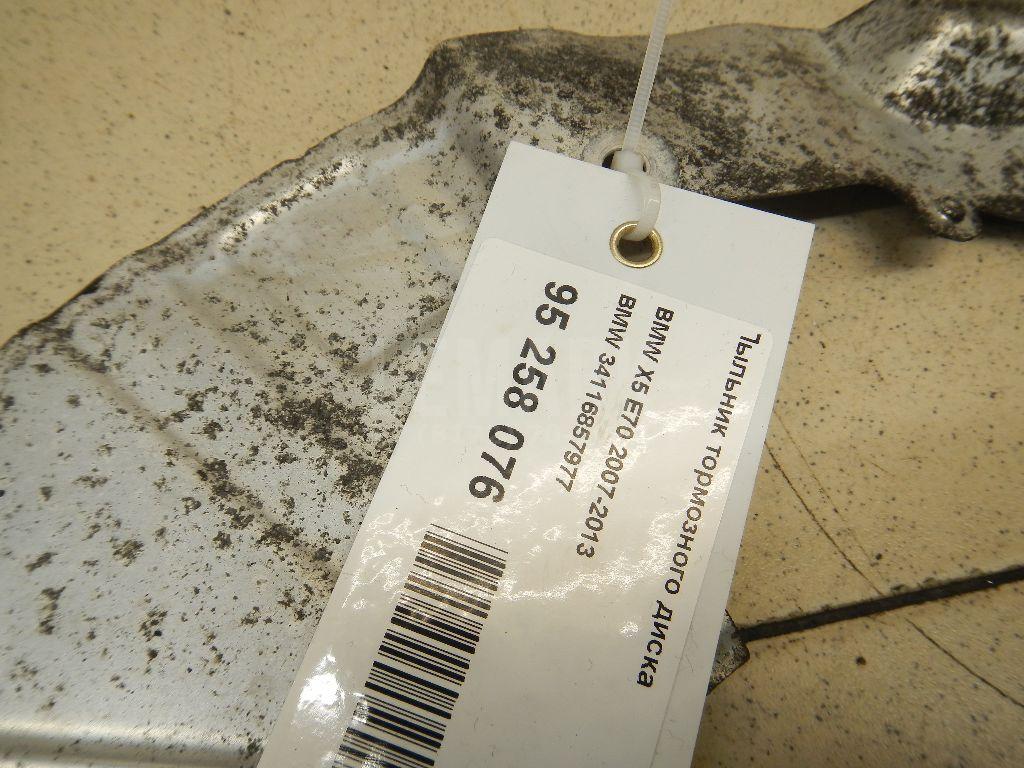 Пыльник тормозного диска
BMW X5 E70 2007-2013
BMW 34116857977
95 258 076